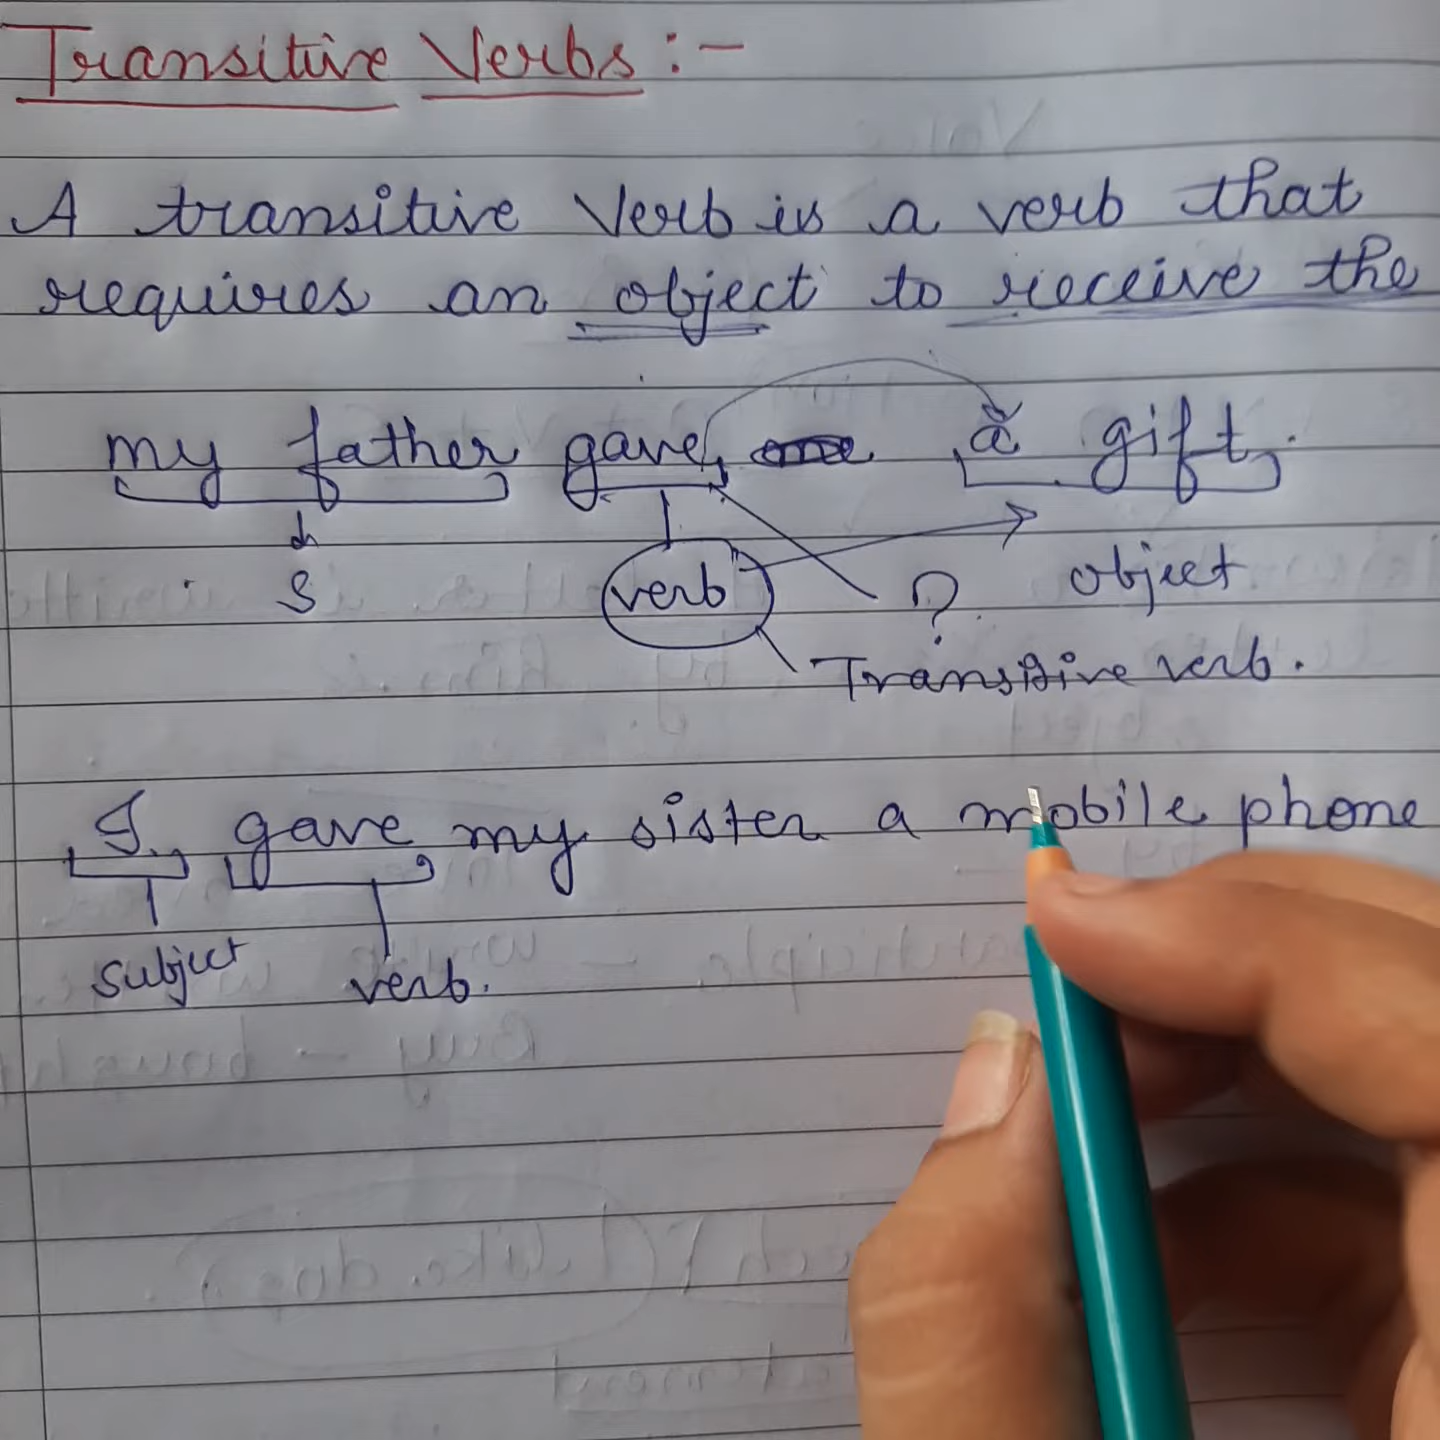 Transitive Verbs :-
A transitive Verb is a verb that
requires an object to receive the
my father gave a gift.
S
verb ? object
Transitive verb.
I gave my sister a mobile phone
subject verb.